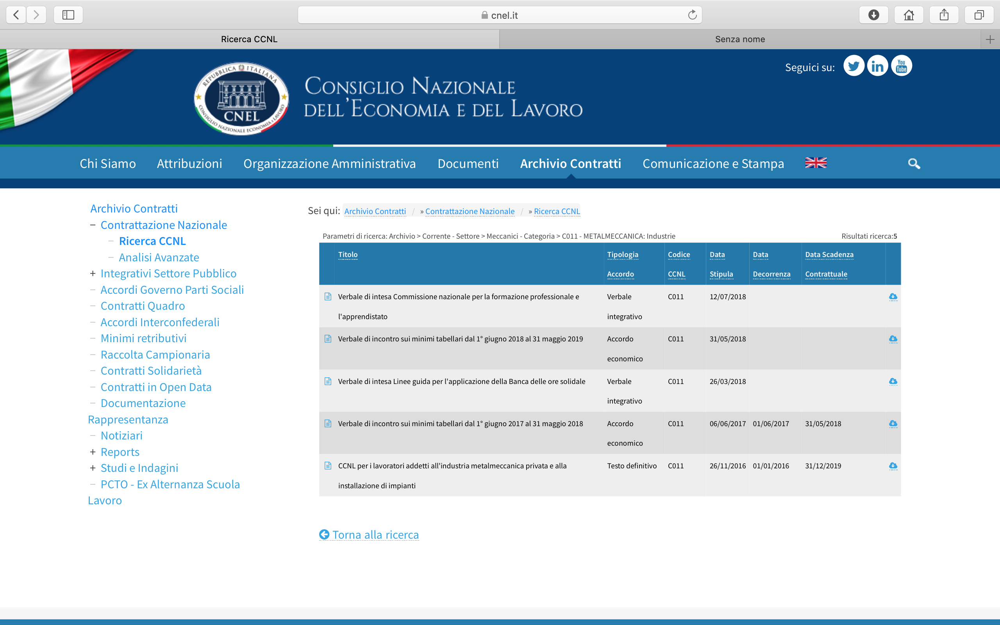 cnel.it
Ricerca CCNL
Senza nome
REPUBBLICA ITALIANA
CNEL
CONSIGLIO NAZIONALE ECONOMIA E LAVORO
CONSIGLIO NAZIONALE
DELL'ECONOMIA E DEL LAVORO
Seguici su:
in
You
Tube
Chi Siamo
Attribuzioni
Organizzazione Amministrativa
Documenti
Archivio Contratti
Comunicazione e Stampa
Archivio Contratti
− Contrattazione Nazionale
− Ricerca CCNL
− Analisi Avanzate
+ Integrativi Settore Pubblico
− Accordi Governo Parti Sociali
− Contratti Quadro
− Accordi Interconfederali
− Minimi retributivi
− Raccolta Campionaria
− Contratti Solidarietà
− Contratti in Open Data
− Documentazione
Rappresentanza
− Notiziari
+ Reports
+ Studi e Indagini
− PCTO - Ex Alternanza Scuola
Lavoro
Sei qui: Archivio Contratti / » Contrattazione Nazionale / » Ricerca CCNL
Parametri di ricerca: Archivio > Corrente - Settore > Meccanici - Categoria > C011 - METALMECCANICA: Industrie
Risultati ricerca:5
Titolo Tipologia Codice Data Data Data Scadenza
Accordo CCNL Stipula Decorrenza Contrattuale
Verbale di intesa Commissione nazionale per la formazione professionale e Verbale C011 12/07/2018
l'apprendistato integrativo
Verbale di incontro sui minimi tabellari dal 1° giugno 2018 al 31 maggio 2019 Accordo C011 31/05/2018
economico
Verbale di intesa Linee guida per l'applicazione della Banca delle ore solidale Verbale C011 26/03/2018
integrativo
Verbale di incontro sui minimi tabellari dal 1° giugno 2017 al 31 maggio 2018 Accordo C011 06/06/2017 01/06/2017 31/05/2018
economico
CCNL per i lavoratori addetti all'industria metalmeccanica privata e alla Testo definitivo C011 26/11/2016 01/01/2016 31/12/2019
installazione di impianti
Torna alla ricerca